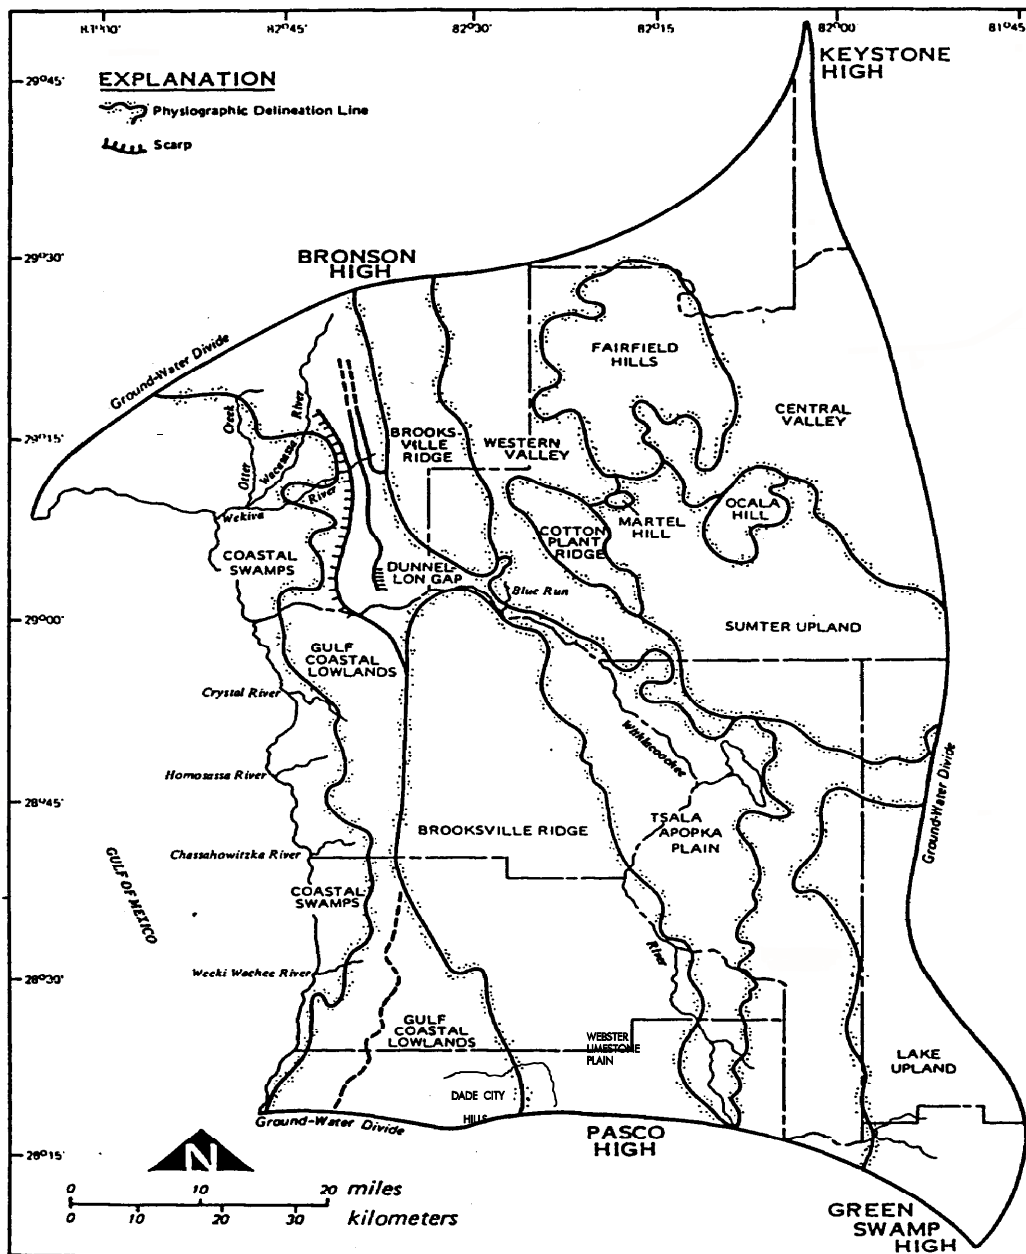 81°00' 82°45' 82°30' 82°15' 82°00' 81°45'
KEYSTONE
HIGH
29°45'
EXPLANATION
Physiographic Delineation Line
Scarp
29°30'
BRONSON
HIGH
Ground-Water Divide
FAIRFIELD
HILLS
CENTRAL
VALLEY
29°15'
Otter
Creek
Waccasassa
River
BROOKS-
VILLE
RIDGE
WESTERN
VALLEY
Wekiva
River
MARTEL
HILL
OCALA
HILL
COTTON
PLANT
RIDGE
COASTAL
SWAMPS
DUNNEL-
LON GAP
Blue Run
29°00'
SUMTER UPLAND
GULF
COASTAL
LOWLANDS
Crystal River
Withlacoochee
Homosassa River
28°45'
TSALA
APOPKA
PLAIN
BROOKSVILLE RIDGE
Ground-Water Divide
Chassahowitzka River
COASTAL
SWAMPS
GULF OF MEXICO
River
28°30'
Weeki Wachee River
GULF
COASTAL
LOWLANDS
WEBSTER
LIMESTONE
PLAIN
LAKE
UPLAND
DADE CITY
HILLS
Ground-Water Divide
PASCO
HIGH
28°15'
N
0 10 20 miles
0 10 20 30 kilometers
GREEN
SWAMP
HIGH